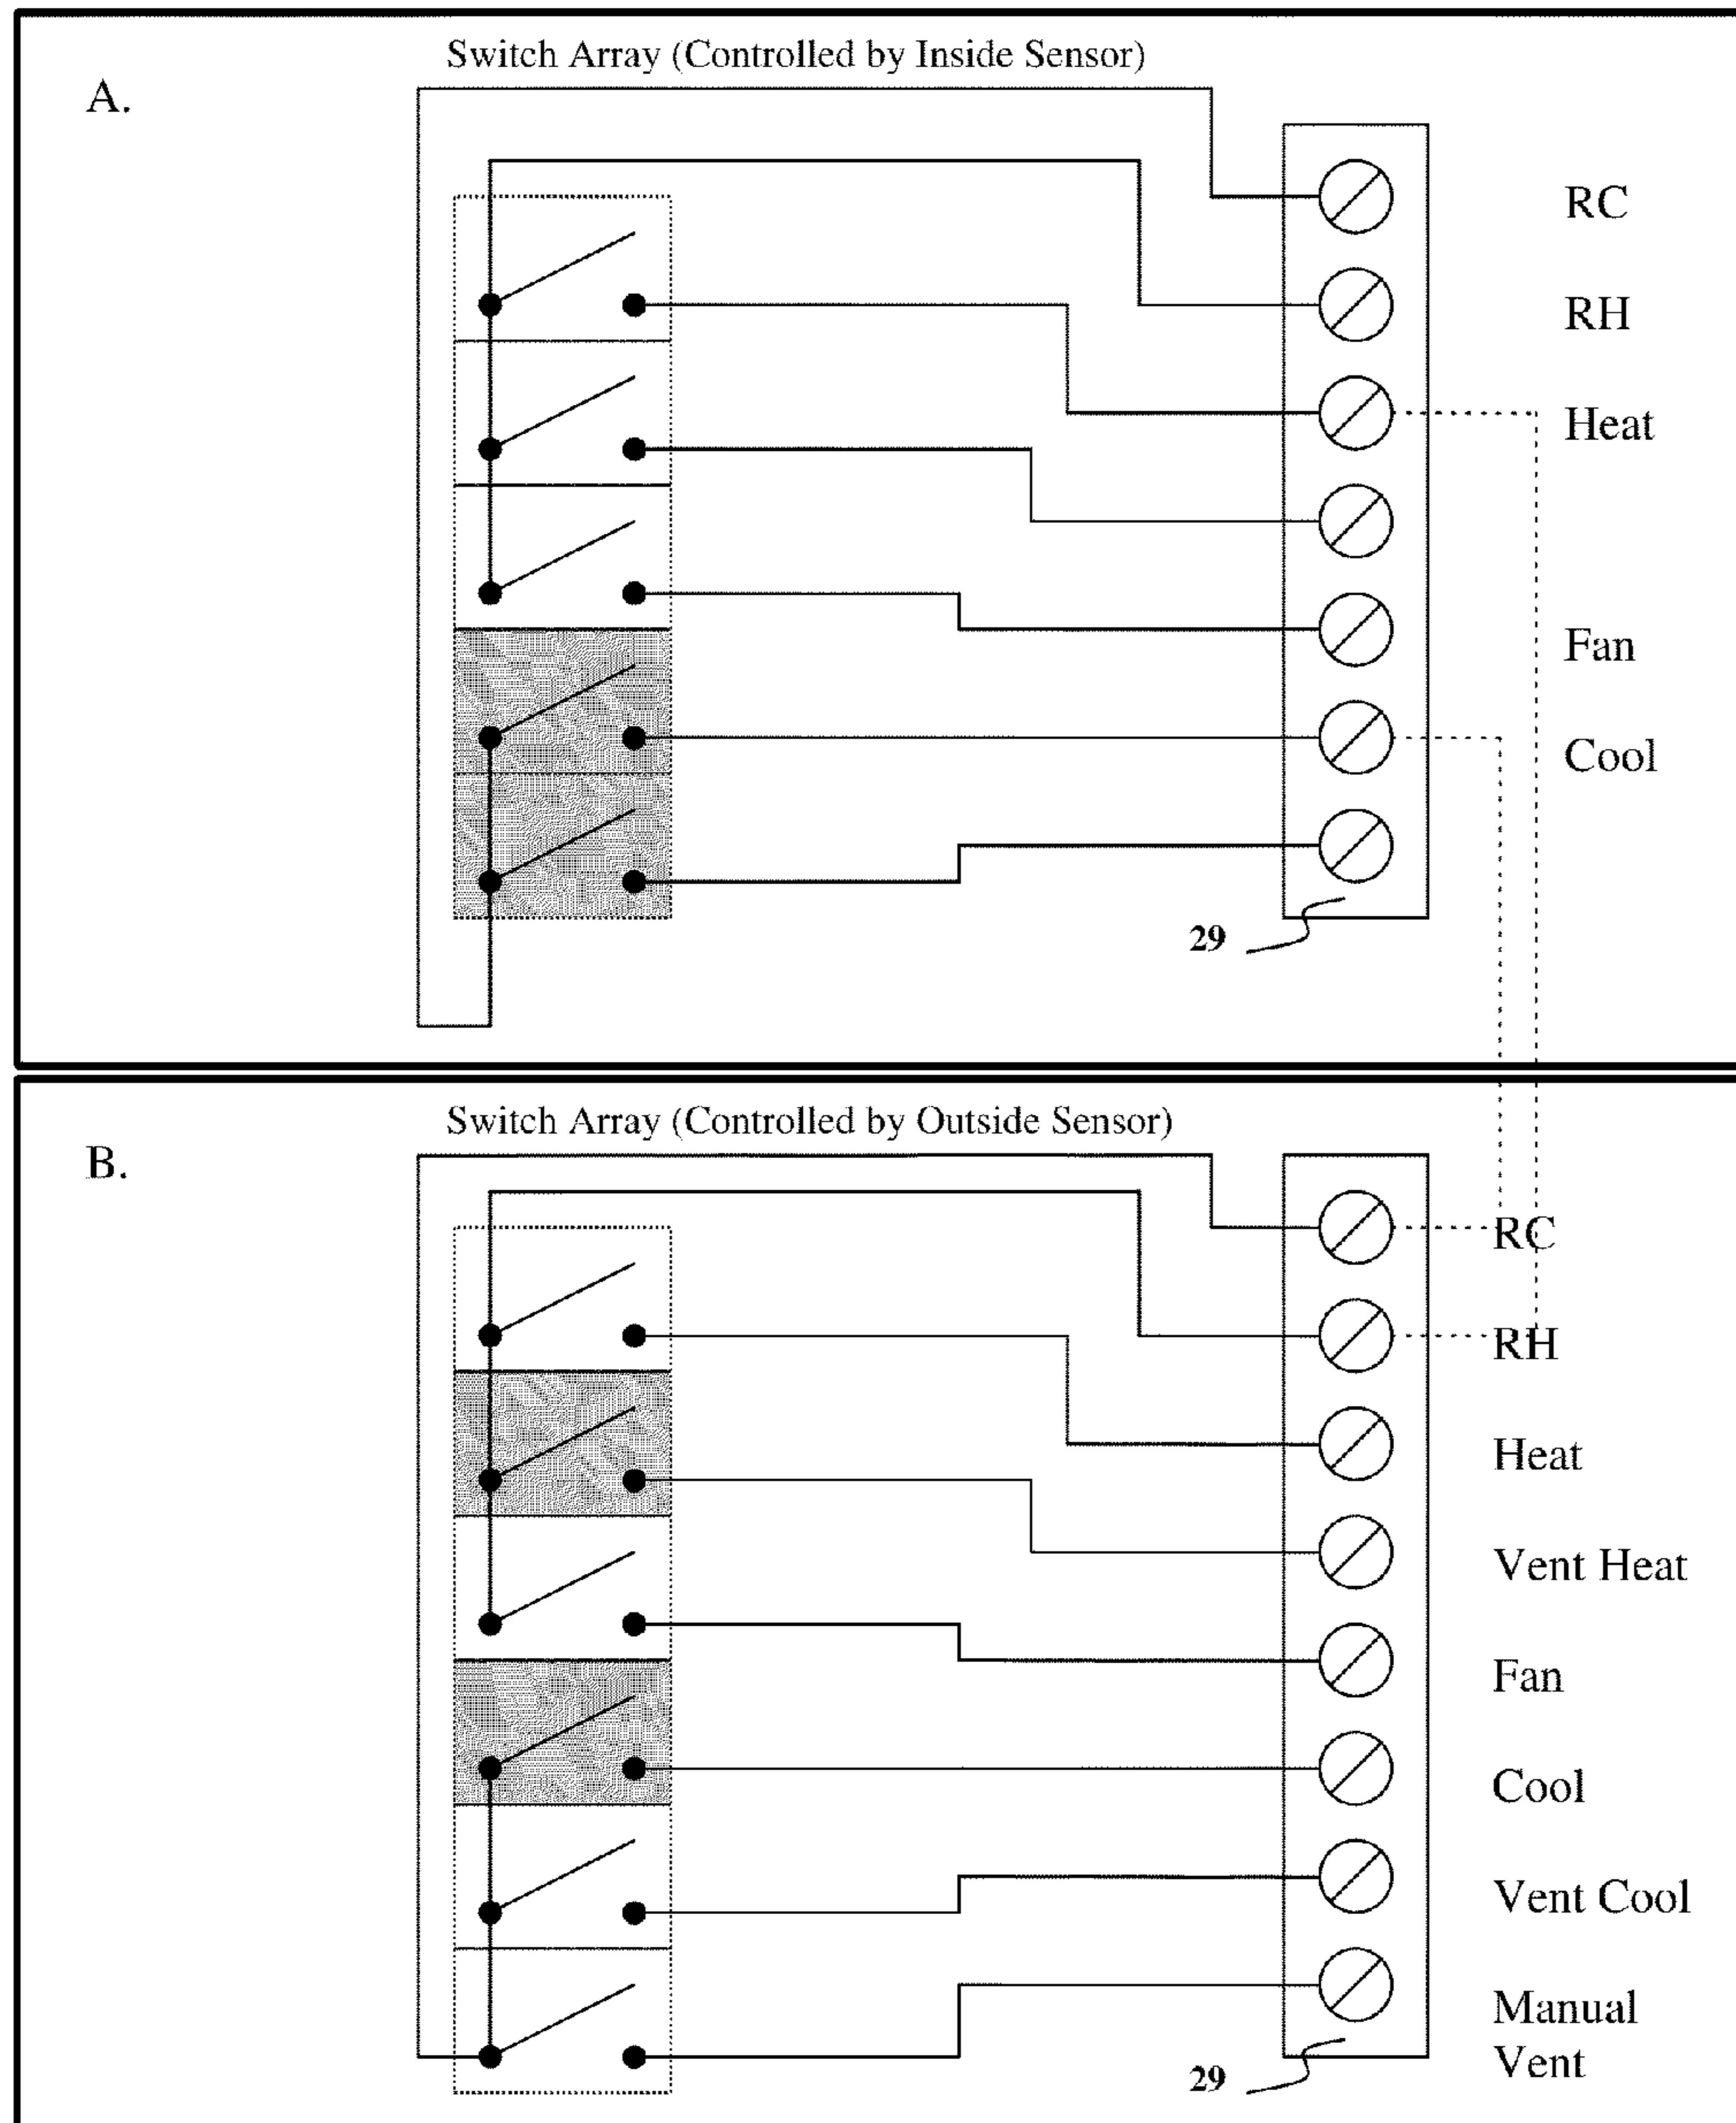 Switch Array (Controlled by Inside Sensor)
A.
RC
RH
Heat
Fan
Cool
29
Switch Array (Controlled by Outside Sensor)
B.
RC
RH
Heat
Vent Heat
Fan
Cool
Vent Cool
Manual
Vent
29